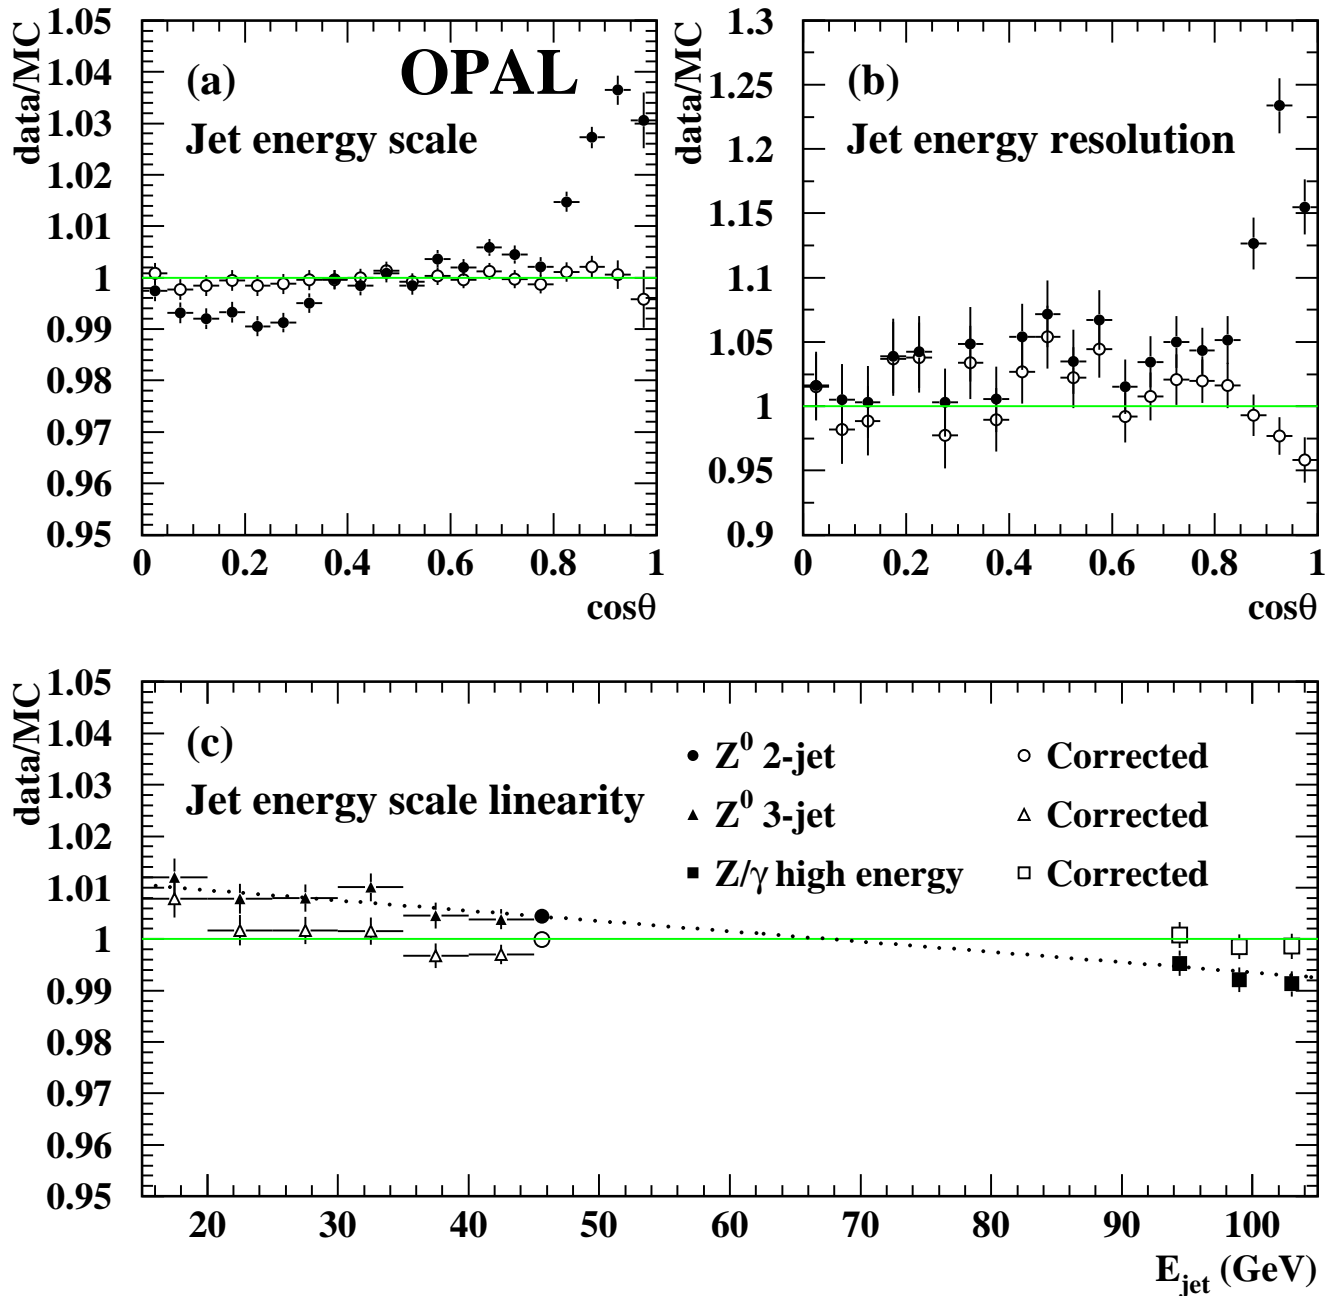 data/MC
1.05
1.04
1.03
1.02
1.01
1
0.99
0.98
0.97
0.96
0.95
(a)
OPAL
Jet energy scale
0 0.2 0.4 0.6 0.8 1
cosθ
data/MC
1.3
1.25
1.2
1.15
1.1
1.05
1
0.95
0.9
(b)
Jet energy resolution
0 0.2 0.4 0.6 0.8 1
cosθ
data/MC
1.05
1.04
1.03
1.02
1.01
1
0.99
0.98
0.97
0.96
0.95
(c)
Jet energy scale linearity
Z⁰ 2-jet Corrected
Z⁰ 3-jet Corrected
Z/γ high energy Corrected
20 30 40 50 60 70 80 90 100
E_jet (GeV)